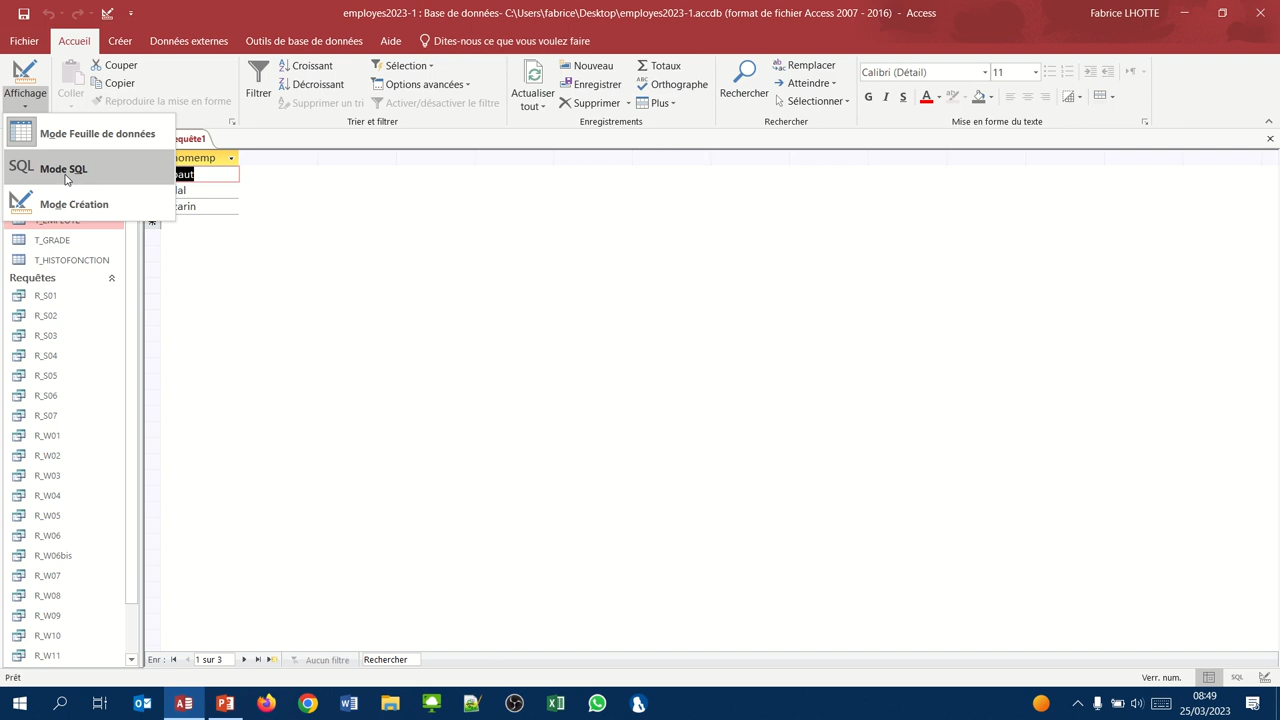 employes2023-1 : Base de données- C:\Users\fabrice\Desktop\employes2023-1.accdb (format de fichier Access 2007 - 2016) - Access
Fabrice LHOTTE
Fichier Accueil Créer Données externes Outils de base de données Aide Dites-nous ce que vous voulez faire
Affichage
Coller
Couper
Copier
Reproduire la mise en forme
Filtrer
Croissant
Décroissant
Supprimer un tri
Sélection
Options avancées
Activer/désactiver le filtre
Trier et filtrer
Actualiser tout
Nouveau
Enregistrer
Supprimer
Totaux
Orthographe
Plus
Enregistrements
Rechercher
Remplacer
Atteindre
Sélectionner
Rechercher
Calibri (Détail) 11
G I S
Mise en forme du texte
Mode Feuille de données
SQL Mode SQL
Mode Création
T_GRADE
T_HISTOFONCTION
Requêtes
R_S01
R_S02
R_S03
R_S04
R_S05
R_S06
R_S07
R_W01
R_W02
R_W03
R_W04
R_W05
R_W06
R_W06bis
R_W07
R_W08
R_W09
R_W10
R_W11
equête1
nomemp
Enr : 1 sur 3 Aucun filtre Rechercher
Prêt
Verr. num.
SQL
08:49
25/03/2023